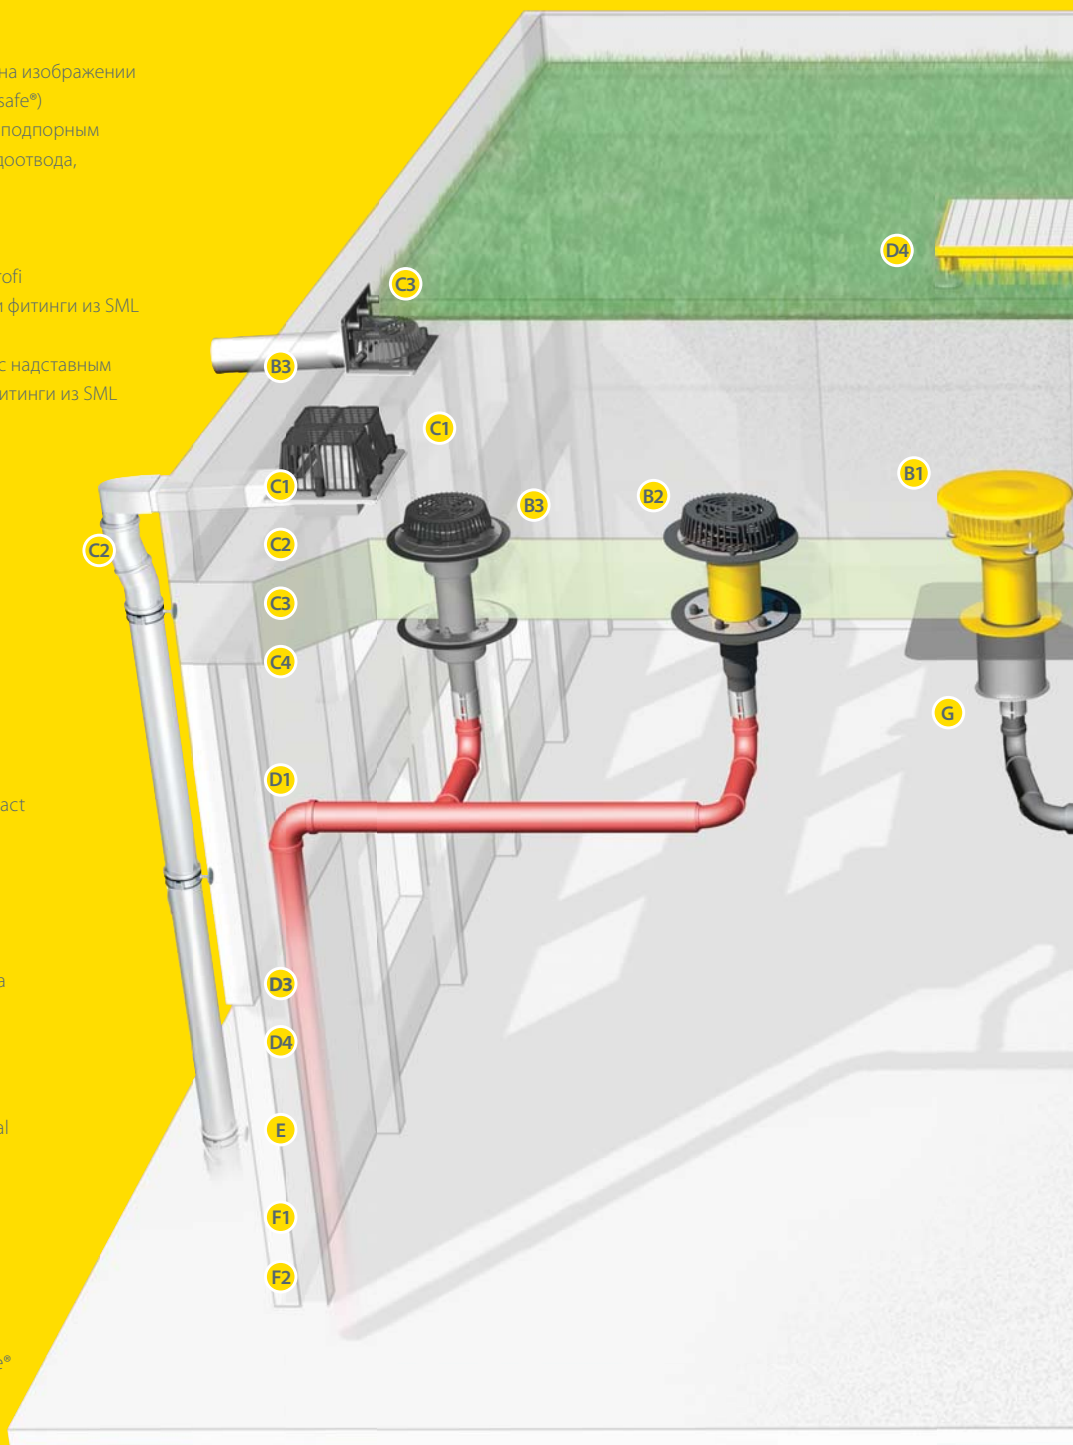 на изображении
safe®)
подпорным
доотвода,
rofi
и фитинги из SML
с надставным
итинги из SML
act
a
al
e®
C3
D4
B3
C1
C1
B3
B2
B1
C2
C2
C3
C4
G
D1
D3
D4
E
F1
F2